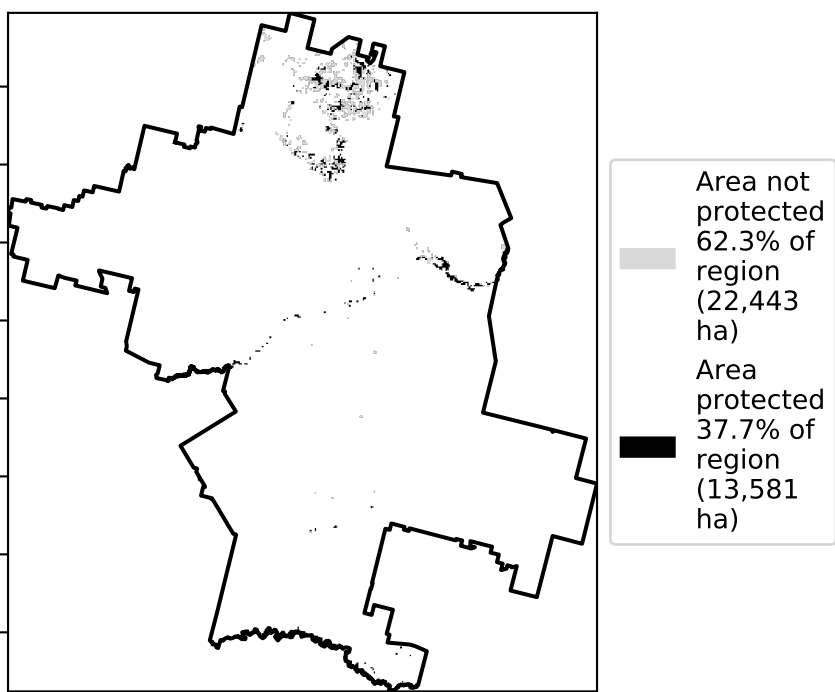 Area not
protected
62.3% of
region
(22,443
ha)
Area
protected
37.7% of
region
(13,581
ha)